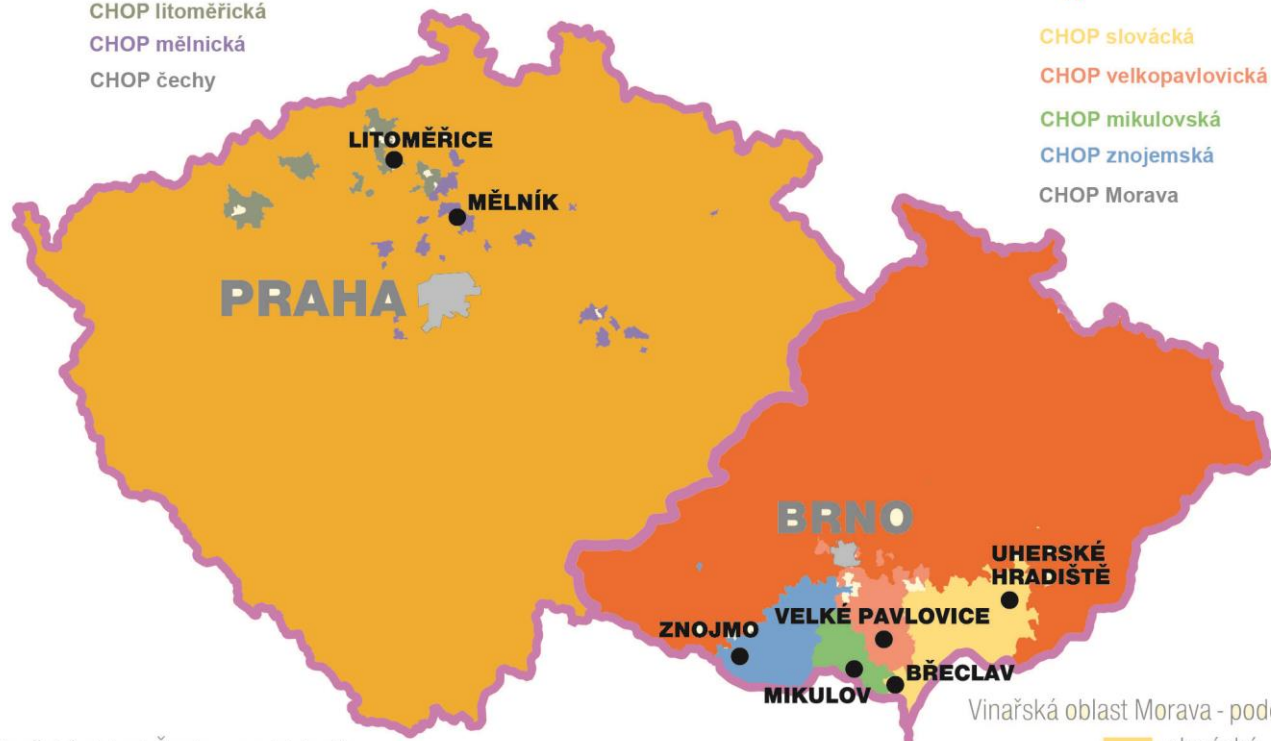 CHOP litoměřická
CHOP mělnická
CHOP čechy
CHOP slovácká
CHOP velkopavlovická
CHOP mikulovská
CHOP znojemská
CHOP Morava
LITOMĚŘICE
MĚLNÍK
PRAHA
BRNO
UHERSKÉ
HRADIŠTĚ
VELKÉ PAVLOVICE
ZNOJMO
BŘECLAV
MIKULOV
Vinařská oblast Morava - pod